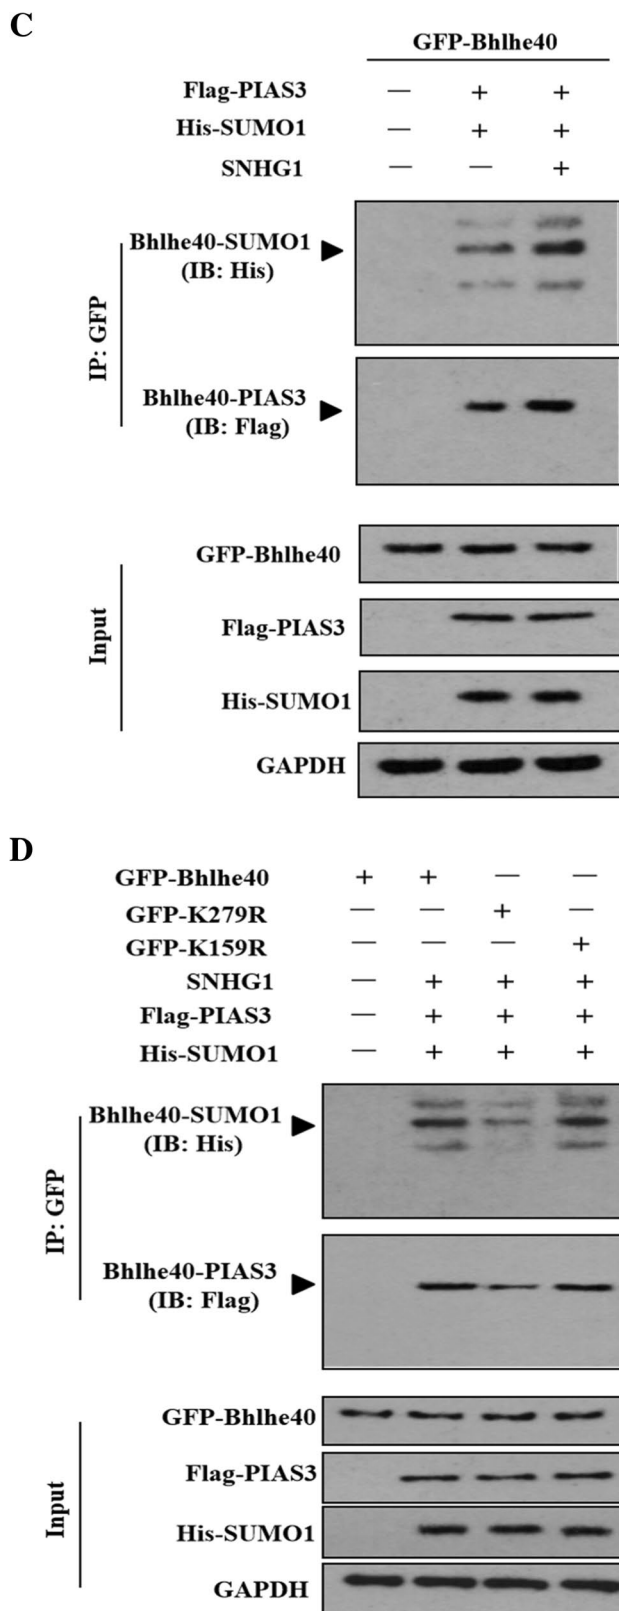 C
GFP-Bhlhe40
Flag-PIAS3 — + +
His-SUMO1 — + +
SNHG1 — — +
IP: GFP
Bhlhe40-SUMO1
(IB: His)
Bhlhe40-PIAS3
(IB: Flag)
Input
GFP-Bhlhe40
Flag-PIAS3
His-SUMO1
GAPDH
D
GFP-Bhlhe40 + + — —
GFP-K279R — — + —
GFP-K159R — — — +
SNHG1 — + + +
Flag-PIAS3 — + + +
His-SUMO1 — + + +
IP: GFP
Bhlhe40-SUMO1
(IB: His)
Bhlhe40-PIAS3
(IB: Flag)
Input
GFP-Bhlhe40
Flag-PIAS3
His-SUMO1
GAPDH